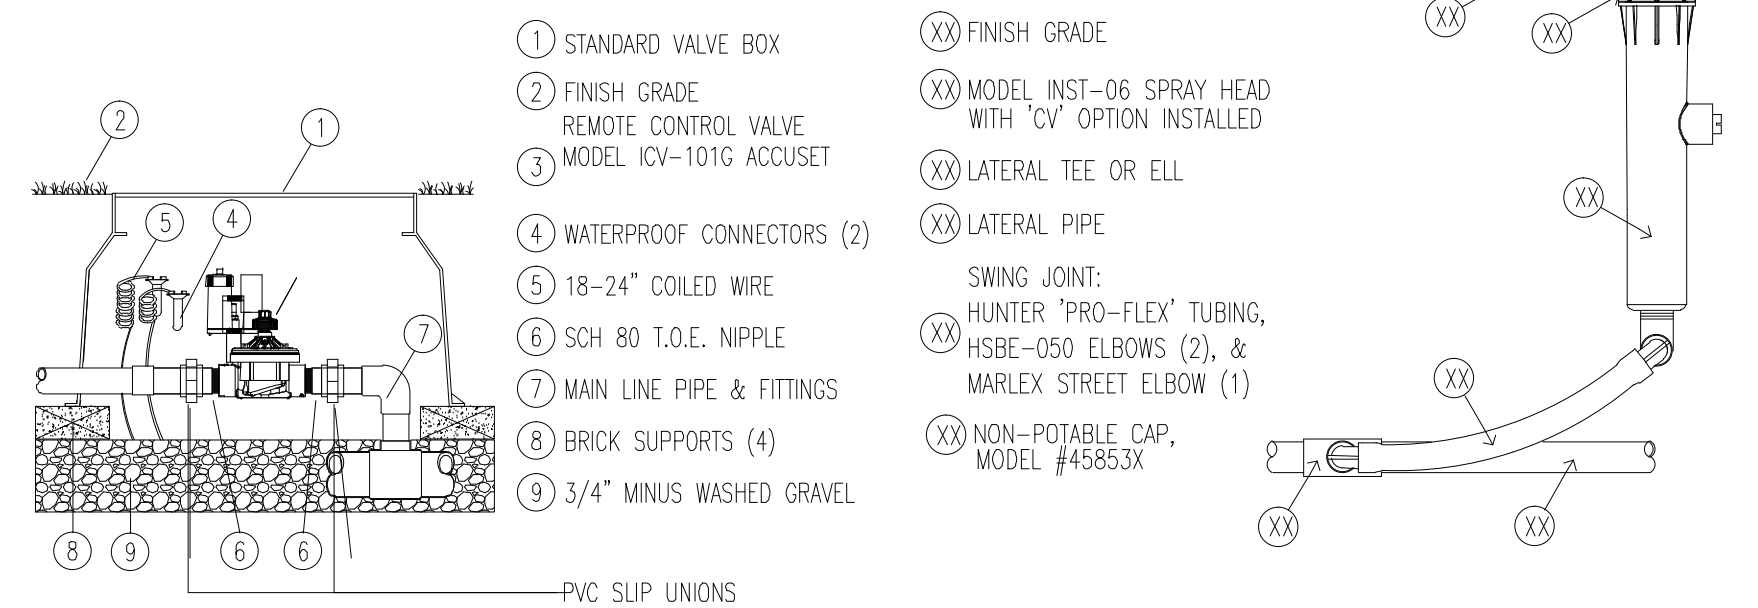 1 STANDARD VALVE BOX
2 FINISH GRADE
REMOTE CONTROL VALVE
3 MODEL ICV-101G ACCUSET
4 WATERPROOF CONNECTORS (2)
5 18-24" COILED WIRE
6 SCH 80 T.O.E. NIPPLE
7 MAIN LINE PIPE & FITTINGS
8 BRICK SUPPORTS (4)
9 3/4" MINUS WASHED GRAVEL
2
1
5
4
7
8
9
6
6
PVC SLIP UNIONS
XX FINISH GRADE
XX MODEL INST-06 SPRAY HEAD
WITH 'CV' OPTION INSTALLED
XX LATERAL TEE OR ELL
XX LATERAL PIPE
SWING JOINT:
HUNTER 'PRO-FLEX' TUBING,
XX HSBE-050 ELBOWS (2), &
MARLEX STREET ELBOW (1)
XX NON-POTABLE CAP,
MODEL #45853X
XX
XX
XX
XX
XX
XX